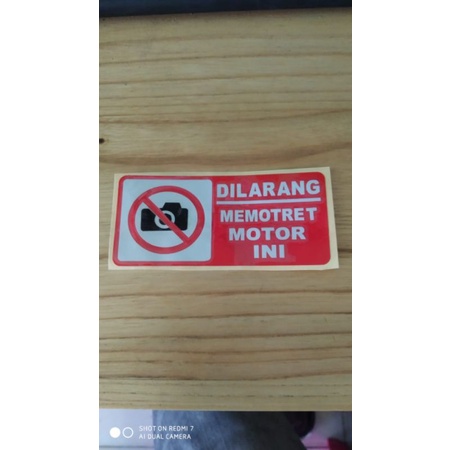 DILARANG
MEMOTRET
MOTOR
INI
SHOT ON REDMI 7
AI DUAL CAMERA